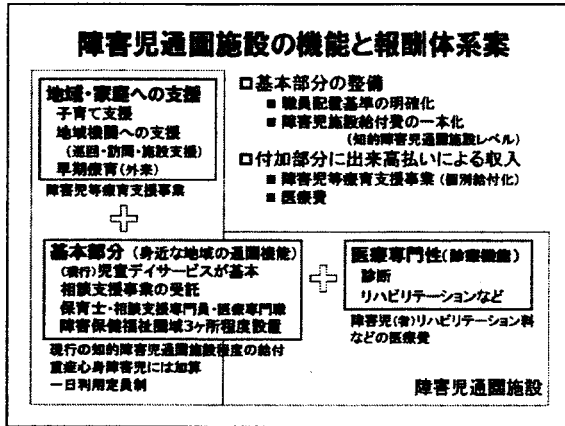 障害児通園施設の機能と報酬体系案
地域・家庭への支援
子育て支援
地域機関への支援
(巡回・訪問・施設支援)
早期療育(外来)
障害児等療育支援事業
□基本部分の整備
■ 職員配置基準の明確化
■ 障害児施設給付費の一本化
(知的障害児通園施設レベル)
□付加部分に出来高払いによる収入
■ 障害児等療育支援事業(個別給付化)
■ 医療費
基本部分(身近な地域の通園機能)
(現行)児童デイサービスが基本
相談支援事業の受託
保育士・相談支援専門員・医療専門職
障害保健福祉圏域3ヶ所程度設置
現行の知的障害児通園施設程度の給付
重症心身障害児には加算
一日利用定員制
医療専門性(診療機能)
診断
リハビリテーションなど
障害児(者)リハビリテーション料
などの医療費
障害児通園施設